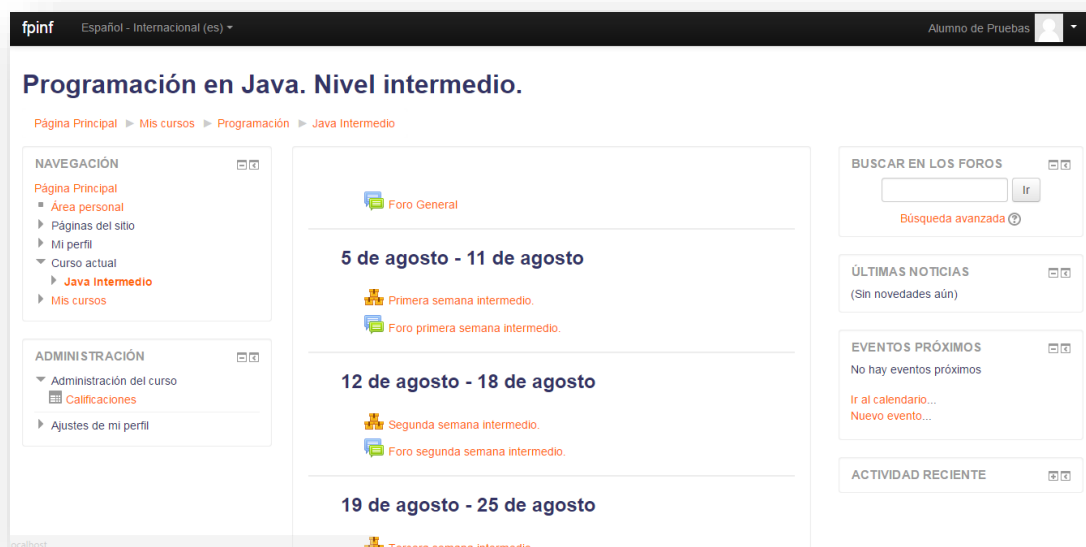 fpinf Español - Internacional (es) Alumno de Pruebas
Programación en Java. Nivel intermedio.
Página Principal Mis cursos Programación Java Intermedio
NAVEGACIÓN
Página Principal
Área personal
Páginas del sitio
Mi perfil
Curso actual
Java Intermedio
Mis cursos
ADMINISTRACIÓN
Administración del curso
Calificaciones
Ajustes de mi perfil
Foro General
5 de agosto - 11 de agosto
Primera semana intermedio.
Foro primera semana intermedio.
12 de agosto - 18 de agosto
Segunda semana intermedio.
Foro segunda semana intermedio.
19 de agosto - 25 de agosto
Tercera semana intermedio.
BUSCAR EN LOS FOROS
Ir
Búsqueda avanzada ?
ÚLTIMAS NOTICIAS
(Sin novedades aún)
EVENTOS PRÓXIMOS
No hay eventos próximos
Ir al calendario...
Nuevo evento...
ACTIVIDAD RECIENTE